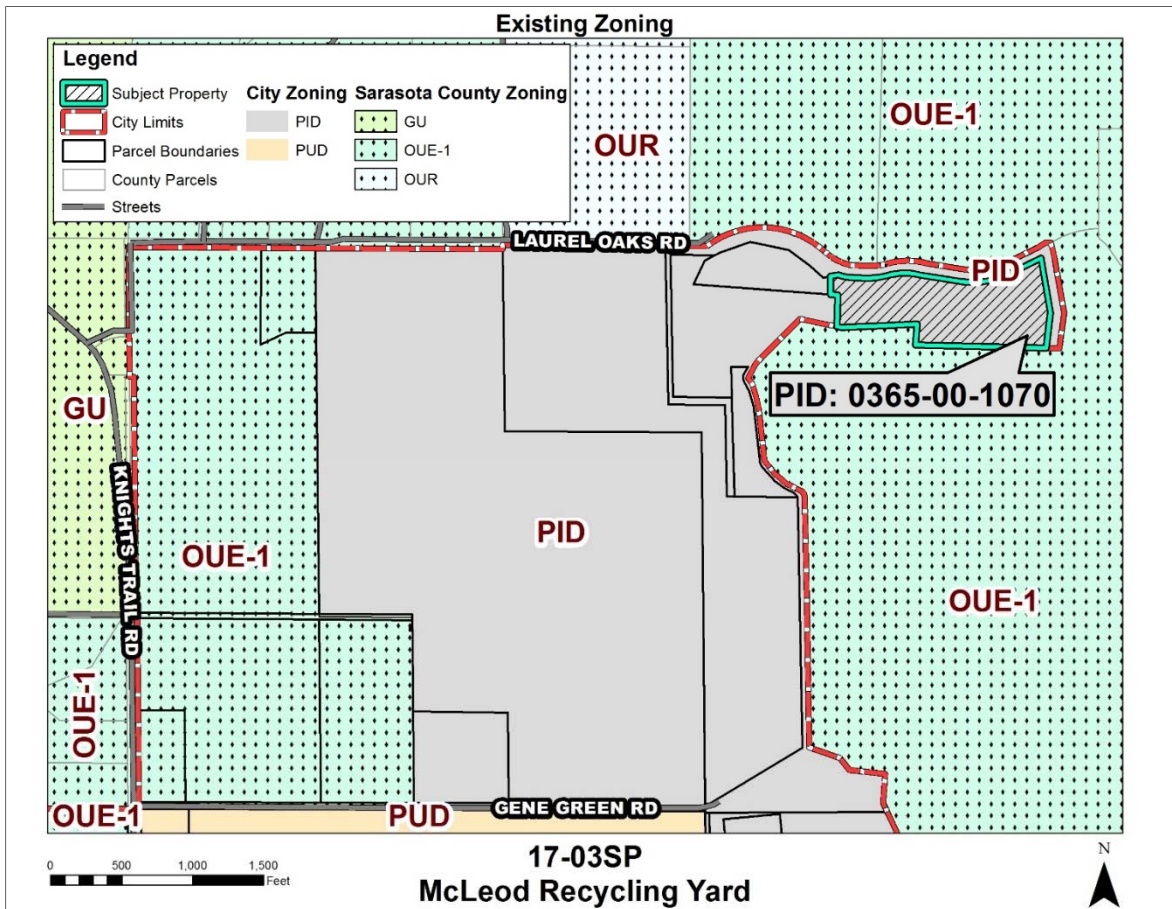 Existing Zoning
Legend
Subject Property
City Limits
Parcel Boundaries
County Parcels
Streets
City Zoning
PID
PUD
Sarasota County Zoning
GU
OUE-1
OUR
OUR
OUE-1
LAUREL OAKS RD
PID
PID: 0365-00-1070
GU
KNIGHTS TRAIL RD
OUE-1
PID
OUE-1
OUE-1
OUE-1
PUD
GENE GREEN RD
0 500 1,000 1,500
Feet
17-03SP
McLeod Recycling Yard
N